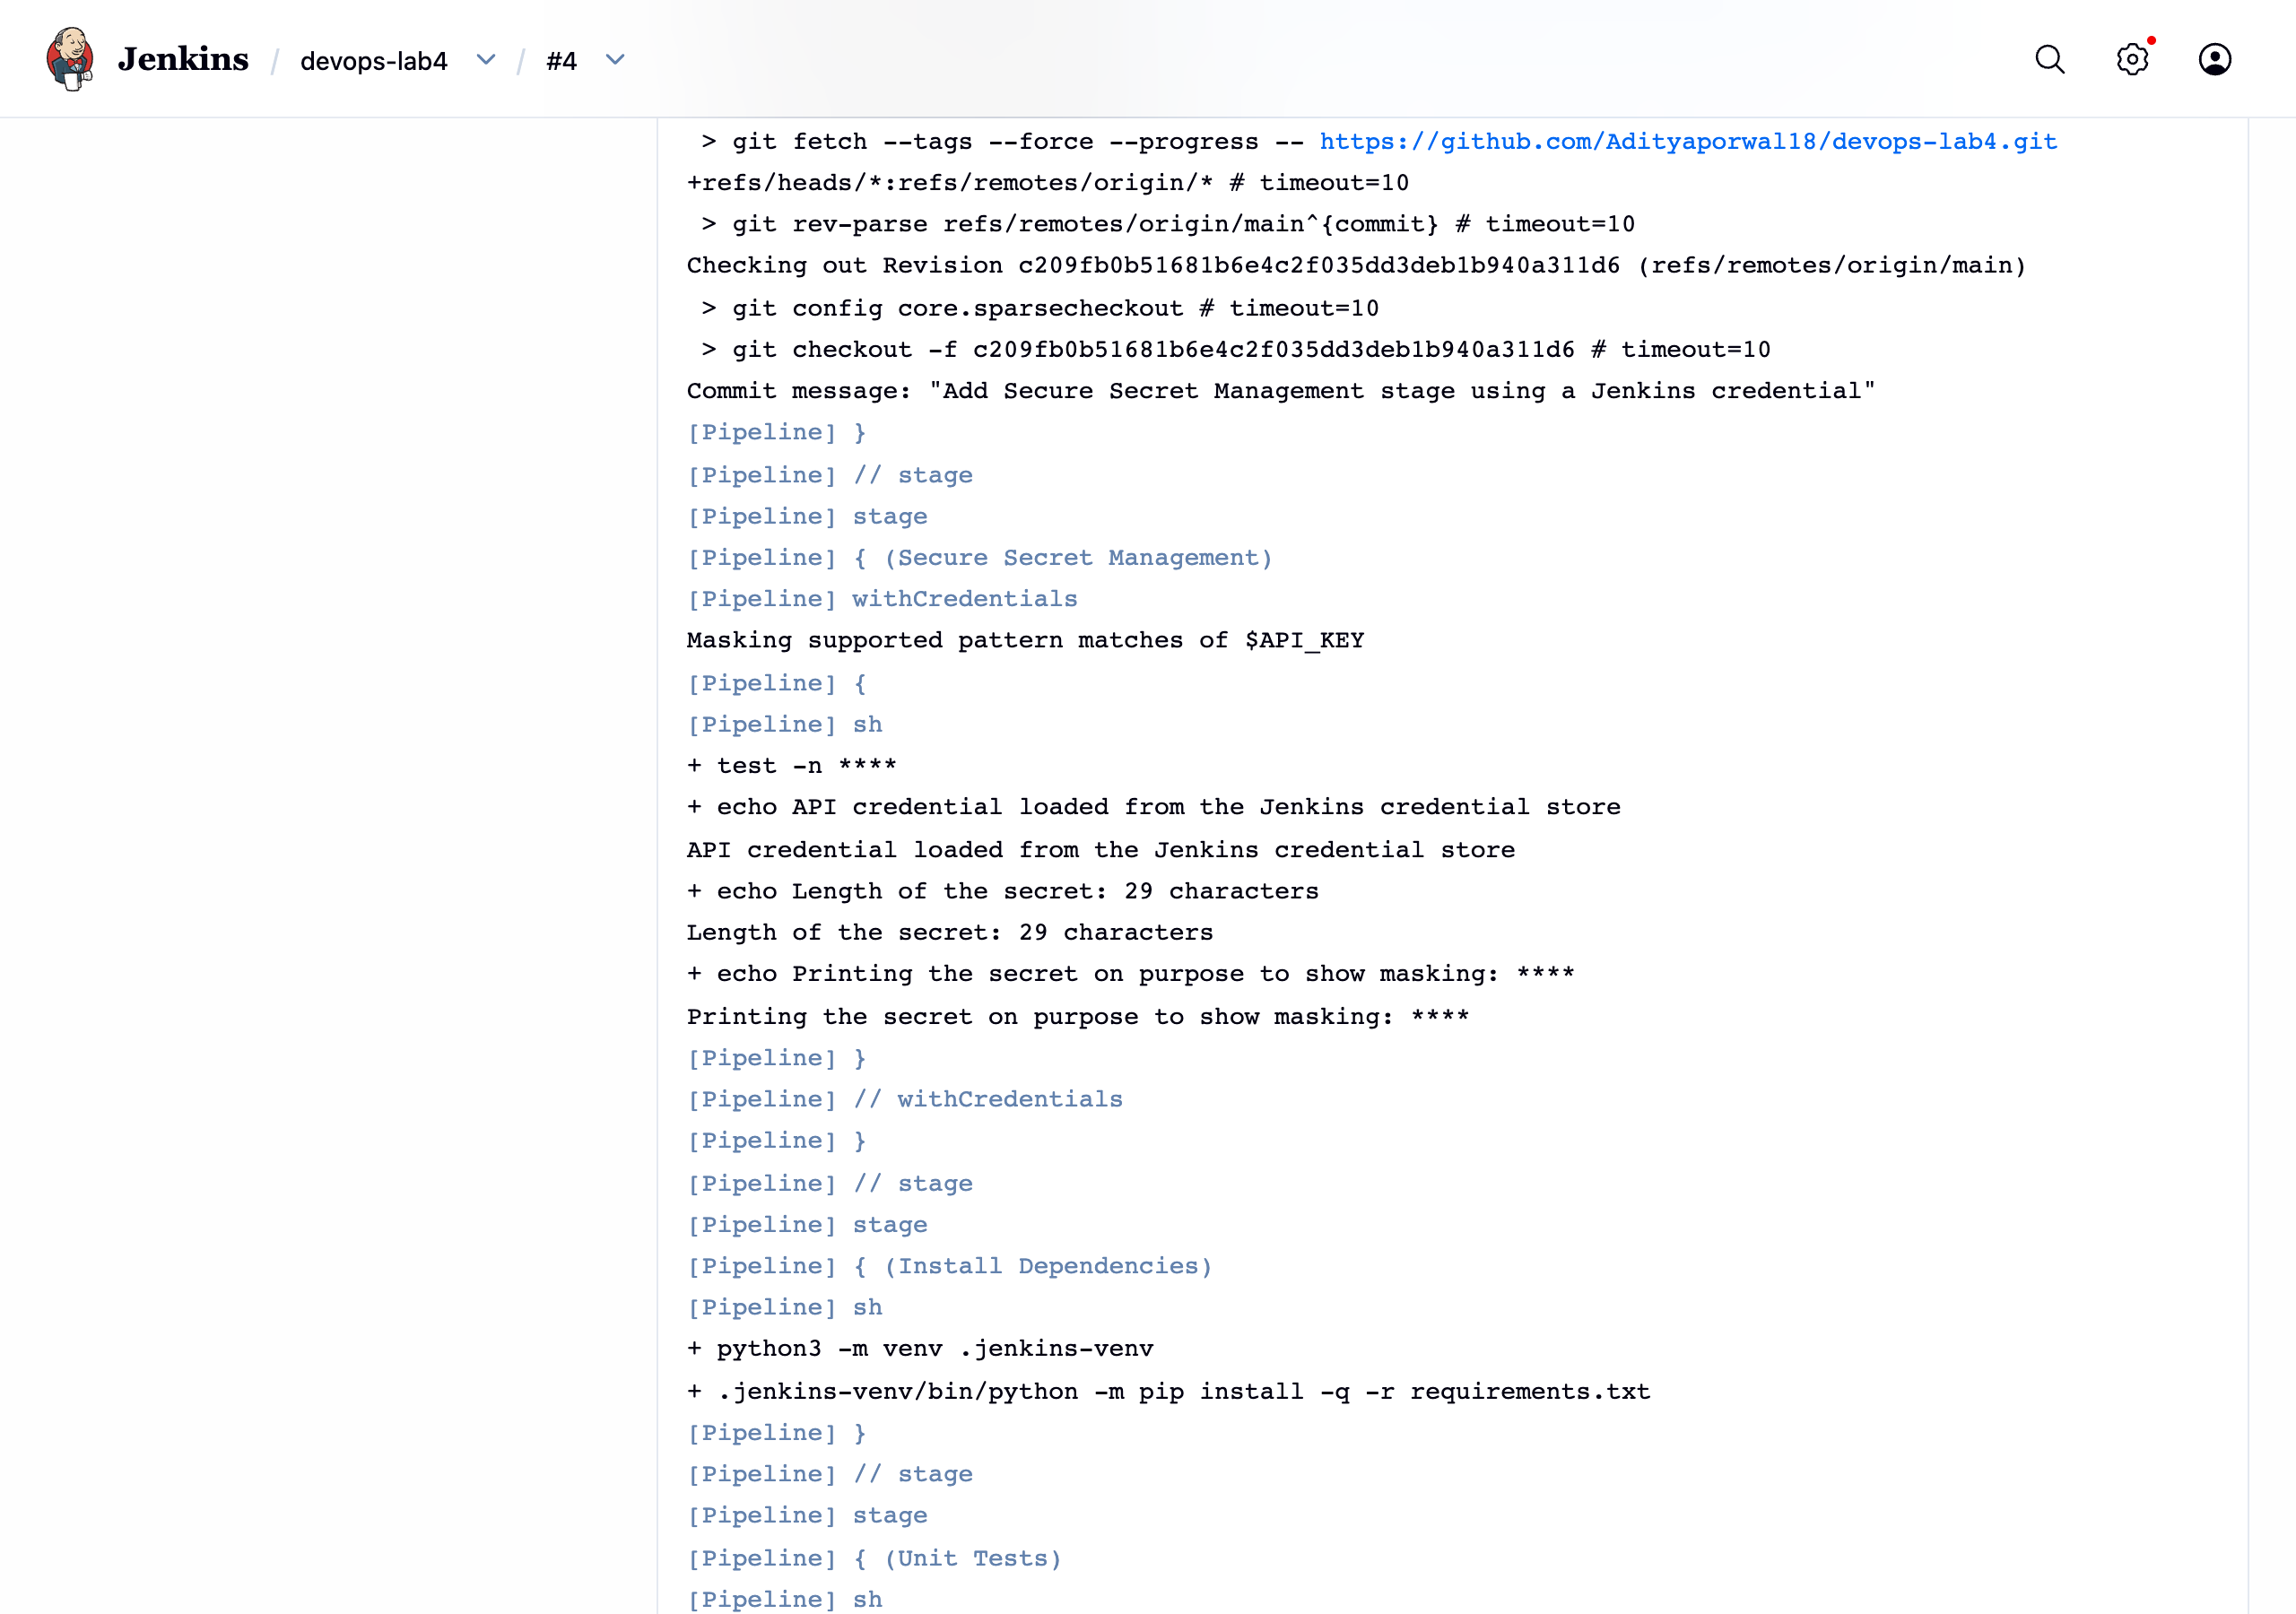 Jenkins / devops-lab4 / #4
 > git fetch --tags --force --progress -- https://github.com/Adityaporwal18/devops-lab4.git
+refs/heads/*:refs/remotes/origin/* # timeout=10
 > git rev-parse refs/remotes/origin/main^{commit} # timeout=10
Checking out Revision c209fb0b51681b6e4c2f035dd3deb1b940a311d6 (refs/remotes/origin/main)
 > git config core.sparsecheckout # timeout=10
 > git checkout -f c209fb0b51681b6e4c2f035dd3deb1b940a311d6 # timeout=10
Commit message: "Add Secure Secret Management stage using a Jenkins credential"
[Pipeline] }
[Pipeline] // stage
[Pipeline] stage
[Pipeline] { (Secure Secret Management)
[Pipeline] withCredentials
Masking supported pattern matches of $API_KEY
[Pipeline] {
[Pipeline] sh
+ test -n ****
+ echo API credential loaded from the Jenkins credential store
API credential loaded from the Jenkins credential store
+ echo Length of the secret: 29 characters
Length of the secret: 29 characters
+ echo Printing the secret on purpose to show masking: ****
Printing the secret on purpose to show masking: ****
[Pipeline] }
[Pipeline] // withCredentials
[Pipeline] }
[Pipeline] // stage
[Pipeline] stage
[Pipeline] { (Install Dependencies)
[Pipeline] sh
+ python3 -m venv .jenkins-venv
+ .jenkins-venv/bin/python -m pip install -q -r requirements.txt
[Pipeline] }
[Pipeline] // stage
[Pipeline] stage
[Pipeline] { (Unit Tests)
[Pipeline] sh